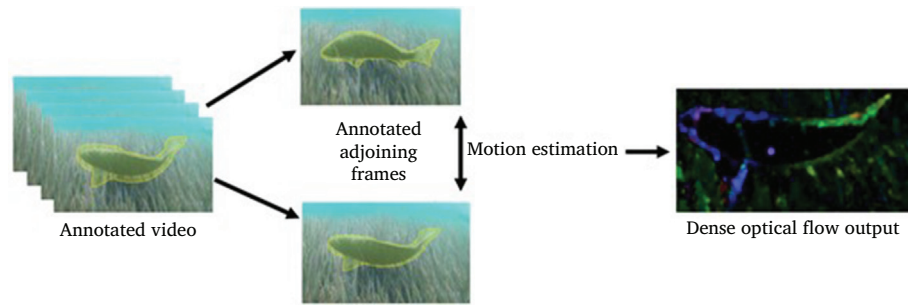 Annotated video
Annotated
adjoining
frames
Motion estimation
Dense optical flow output